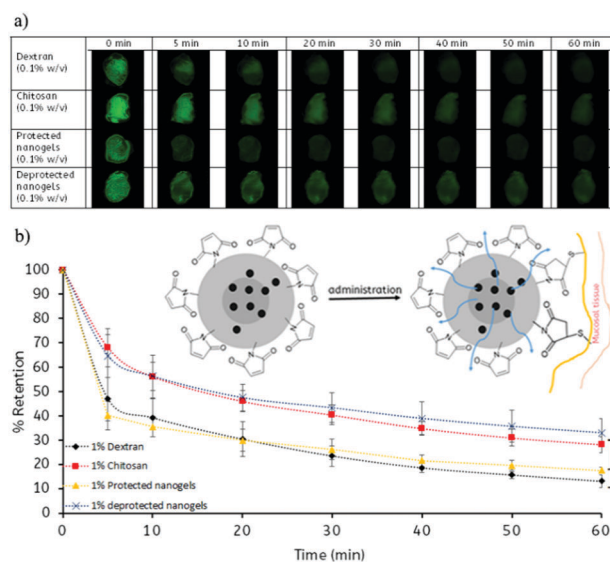 a)
0 min 5 min 10 min 20 min 30 min 40 min 50 min 60 min
Dextran
(0.1% w/v)
Chitosan
(0.1% w/v)
Protected
nanogels
(0.1% w/v)
Deprotected
nanogels
(0.1% w/v)
b)
administration
Mucosal tissue
% Retention
100
90
80
70
60
50
40
30
20
10
0
1% Dextran
1% Chitosan
1% Protected nanogels
1% deprotected nanogels
0 10 20 30 40 50 60
Time (min)